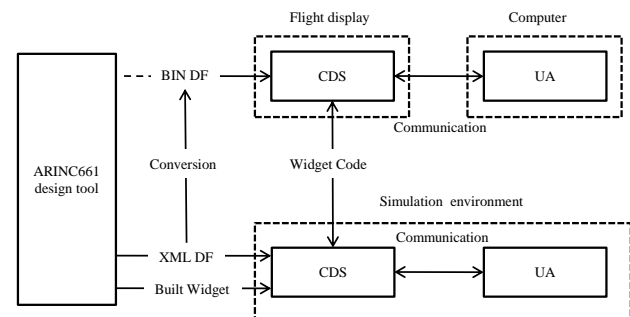 Flight display
Computer
BIN DF
CDS
UA
Communication
ARINC661
design tool
Conversion
Widget Code
Simulation environment
Communication
XML DF
CDS
UA
Built Widget